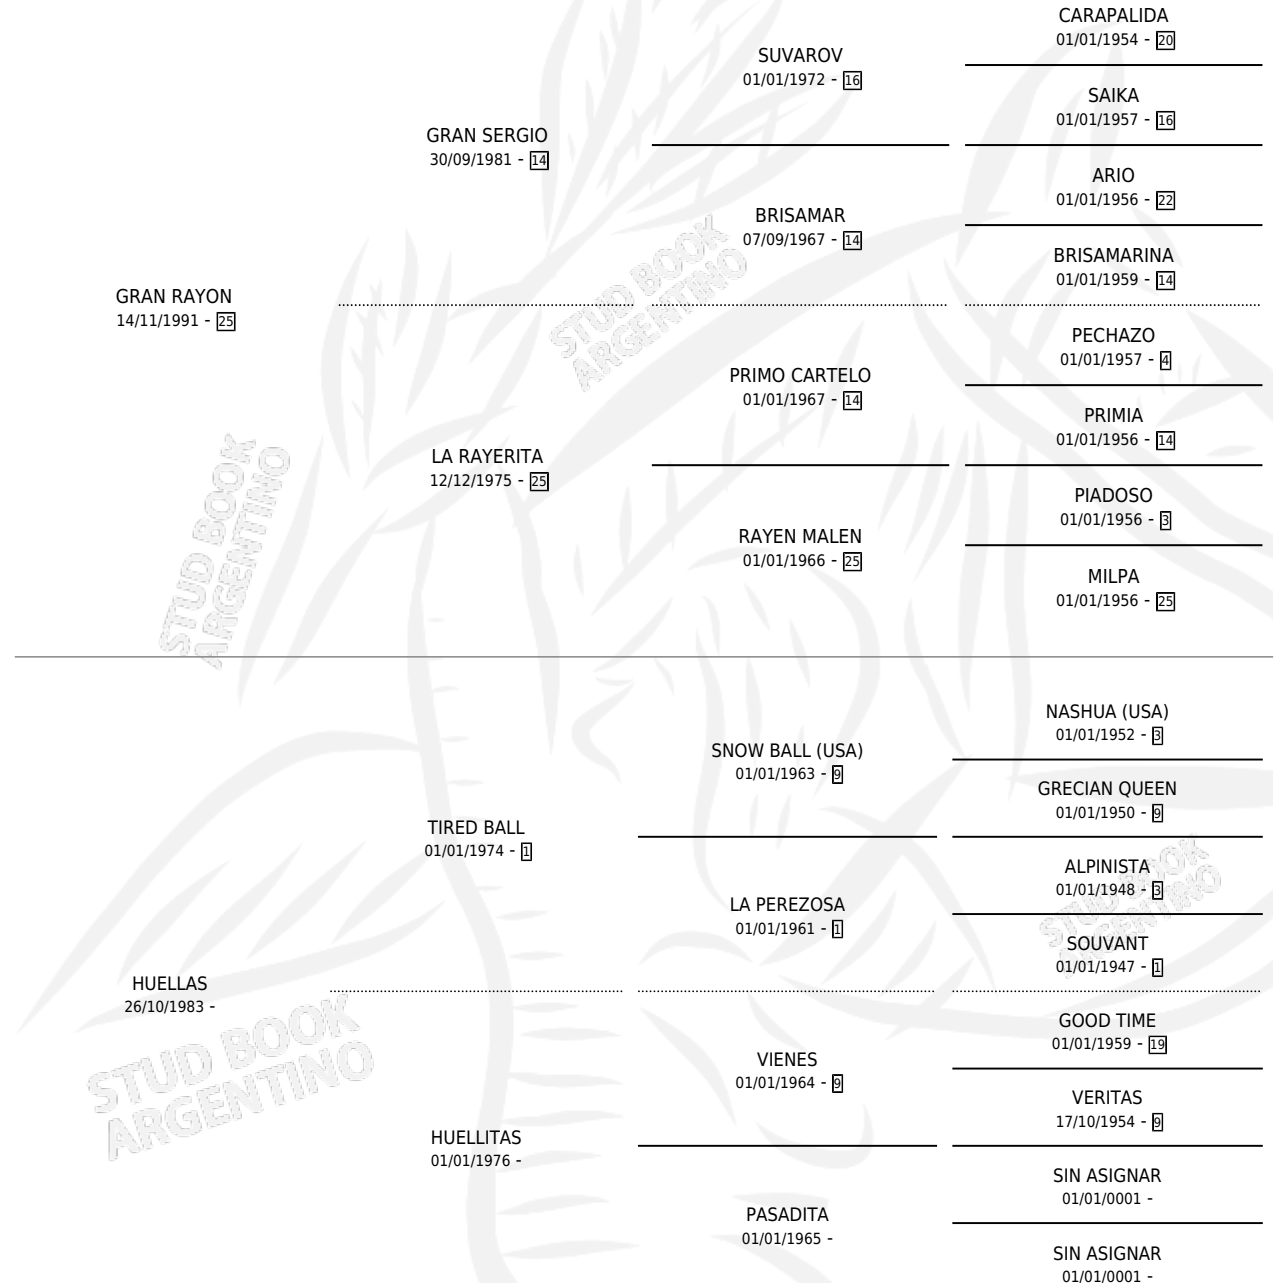 CARAPALIDA
01/01/1954 - 20
SUVAROV
01/01/1972 - 16
SAIKA
01/01/1957 - 16
GRAN SERGIO
30/09/1981 - 14
ARIO
01/01/1956 - 22
BRISAMAR
07/09/1967 - 14
BRISAMARINA
01/01/1959 - 14
GRAN RAYON
14/11/1991 - 25
PECHAZO
01/01/1957 - 4
PRIMO CARTELO
01/01/1967 - 14
PRIMIA
01/01/1956 - 14
LA RAYERITA
12/12/1975 - 25
PIADOSO
01/01/1956 - 3
RAYEN MALEN
01/01/1966 - 25
MILPA
01/01/1956 - 25
NASHUA (USA)
01/01/1952 - 3
SNOW BALL (USA)
01/01/1963 - 9
GRECIAN QUEEN
01/01/1950 - 9
TIRED BALL
01/01/1974 - 1
ALPINISTA
01/01/1948 - 3
LA PEREZOSA
01/01/1961 - 1
SOUVANT
01/01/1947 - 1
HUELLAS
26/10/1983 -
GOOD TIME
01/01/1959 - 19
VIENES
01/01/1964 - 9
VERITAS
17/10/1954 - 9
HUELLITAS
01/01/1976 -
SIN ASIGNAR
01/01/0001 -
PASADITA
01/01/1965 -
SIN ASIGNAR
01/01/0001 -
STUD BOOK
ARGENTINO
STUD BOOK
ARGENTINO
STUD BOOK
ARGENTINO
STUD BOOK
ARGENTINO